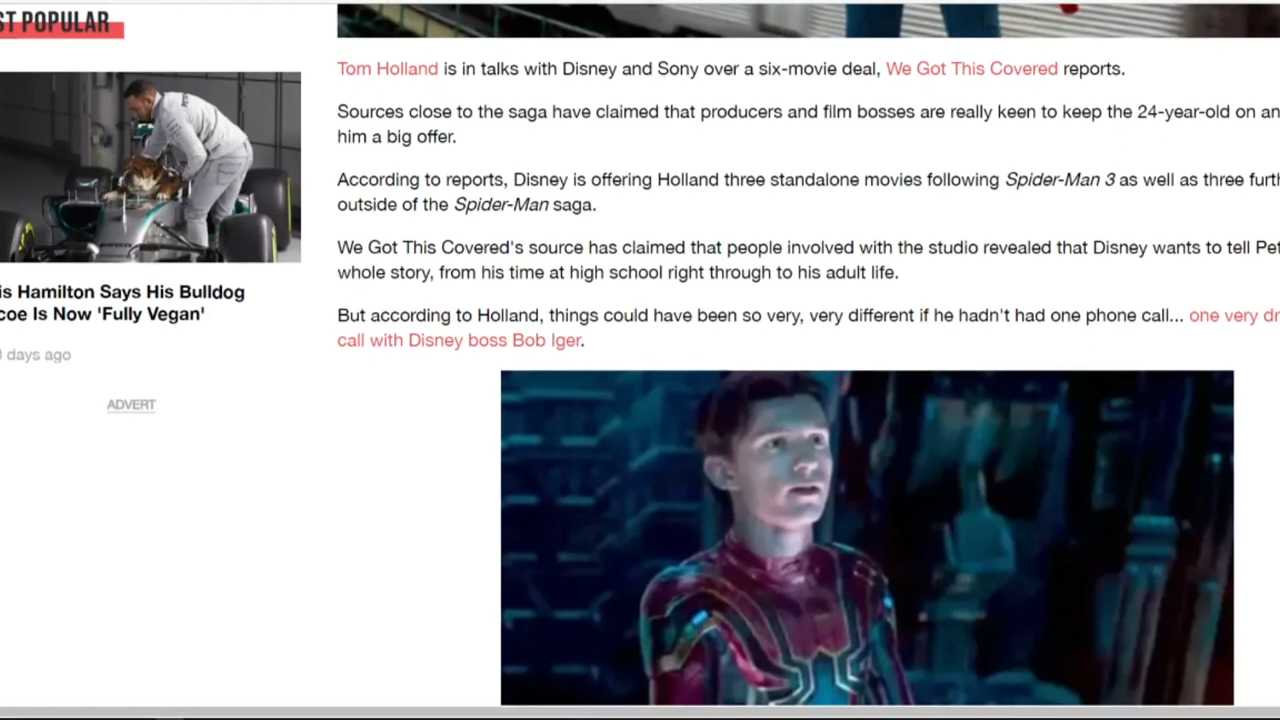 ST POPULAR
is Hamilton Says His Bulldog
coe Is Now 'Fully Vegan'
days ago
ADVERT
Tom Holland is in talks with Disney and Sony over a six-movie deal, We Got This Covered reports.
Sources close to the saga have claimed that producers and film bosses are really keen to keep the 24-year-old on an
him a big offer.
According to reports, Disney is offering Holland three standalone movies following Spider-Man 3 as well as three furth
outside of the Spider-Man saga.
We Got This Covered's source has claimed that people involved with the studio revealed that Disney wants to tell Pet
whole story, from his time at high school right through to his adult life.
But according to Holland, things could have been so very, very different if he hadn't had one phone call... one very dr
call with Disney boss Bob Iger.